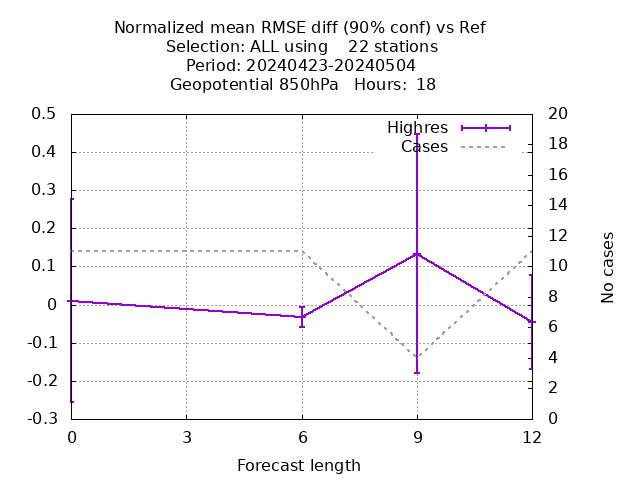 Normalized mean RMSE diff (90% conf) vs Ref
Selection: ALL using    22 stations
Period: 20240423-20240504
Geopotential 850hPa   Hours:  18
Highres
Cases
0.5
0.4
0.3
0.2
0.1
0
-0.1
-0.2
-0.3
20
18
16
14
12
10
8
6
4
2
0
No cases
0 3 6 9 12
Forecast length